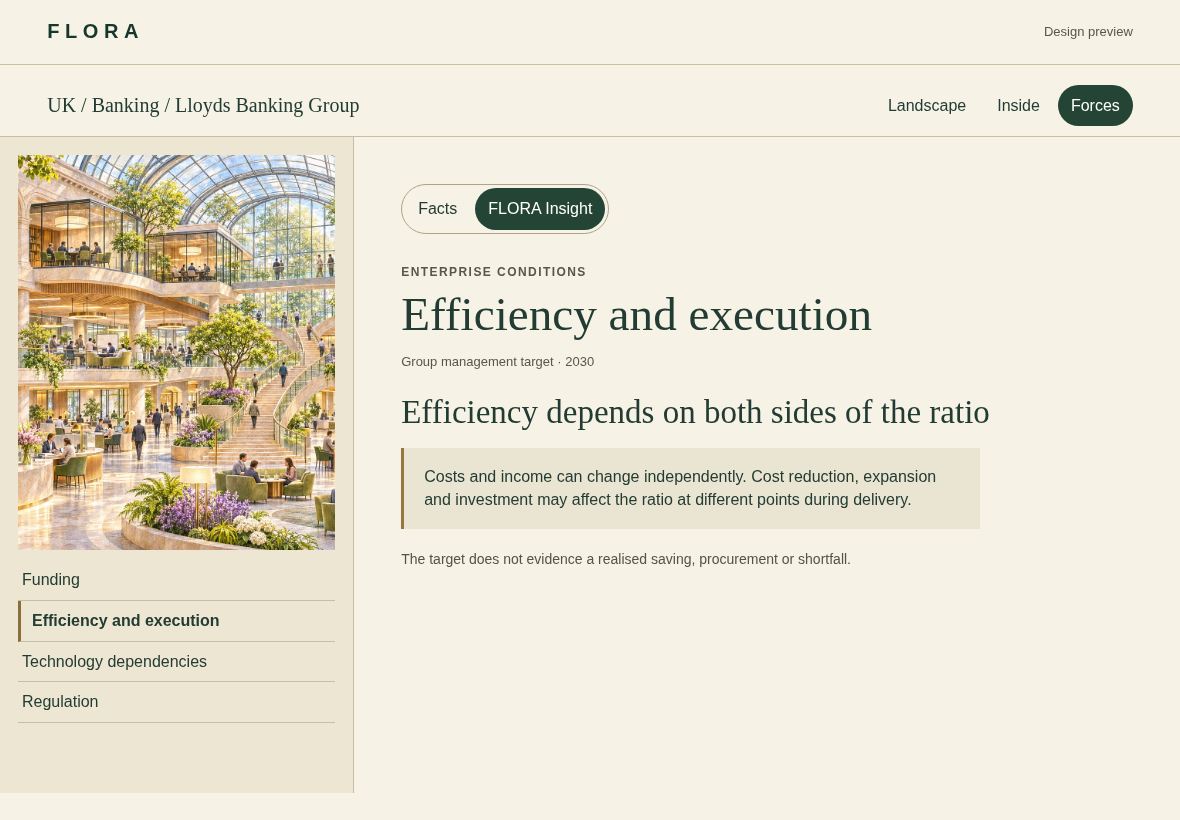 FLORA
Design preview
UK / Banking / Lloyds Banking Group
Landscape
Inside
Forces
Facts
FLORA Insight
ENTERPRISE CONDITIONS
Efficiency and execution
Group management target · 2030
Efficiency depends on both sides of the ratio
Costs and income can change independently. Cost reduction, expansion
and investment may affect the ratio at different points during delivery.
The target does not evidence a realised saving, procurement or shortfall.
Funding
Efficiency and execution
Technology dependencies
Regulation